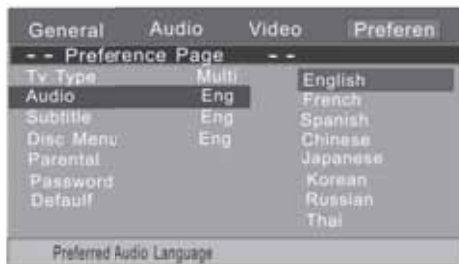 General Audio Video Preferen
- - Preference Page - -
Tv Type Multi
Audio Eng
Subtitle Eng
Disc Menu Eng
Parental
Password
Default
English
French
Spanish
Chinese
Japanese
Korean
Russian
Thai
Preferred Audio Language